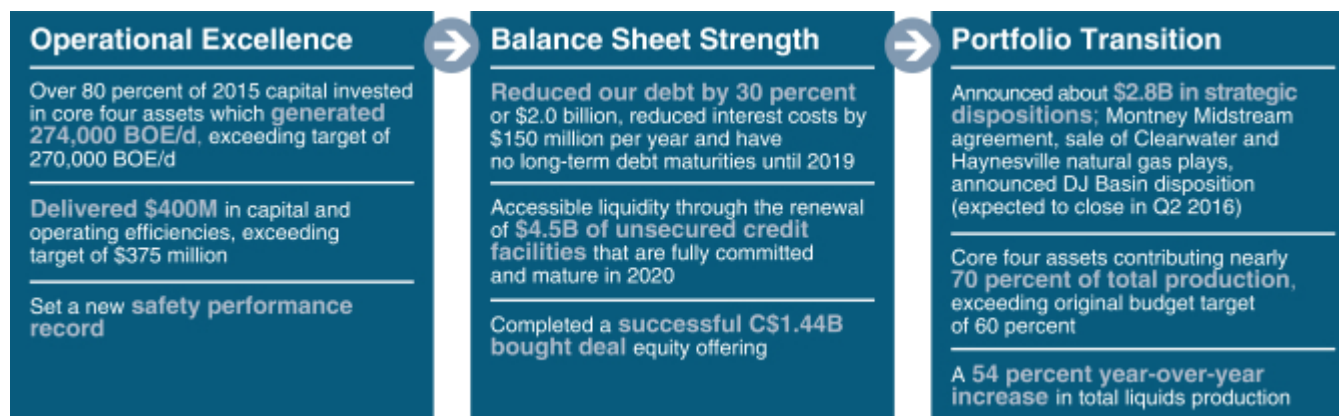 Operational Excellence
Over 80 percent of 2015 capital invested
in core four assets which generated
274,000 BOE/d, exceeding target of
270,000 BOE/d
Delivered $400M in capital and
operating efficiencies, exceeding
target of $375 million
Set a new safety performance
record
Balance Sheet Strength
Reduced our debt by 30 percent
or $2.0 billion, reduced interest costs by
$150 million per year and have
no long-term debt maturities until 2019
Accessible liquidity through the renewal
of $4.5B of unsecured credit
facilities that are fully committed
and mature in 2020
Completed a successful C$1.44B
bought deal equity offering
Portfolio Transition
Announced about $2.8B in strategic
dispositions; Montney Midstream
agreement, sale of Clearwater and
Haynesville natural gas plays,
announced DJ Basin disposition
(expected to close in Q2 2016)
Core four assets contributing nearly
70 percent of total production,
exceeding original budget target
of 60 percent
A 54 percent year-over-year
increase in total liquids production